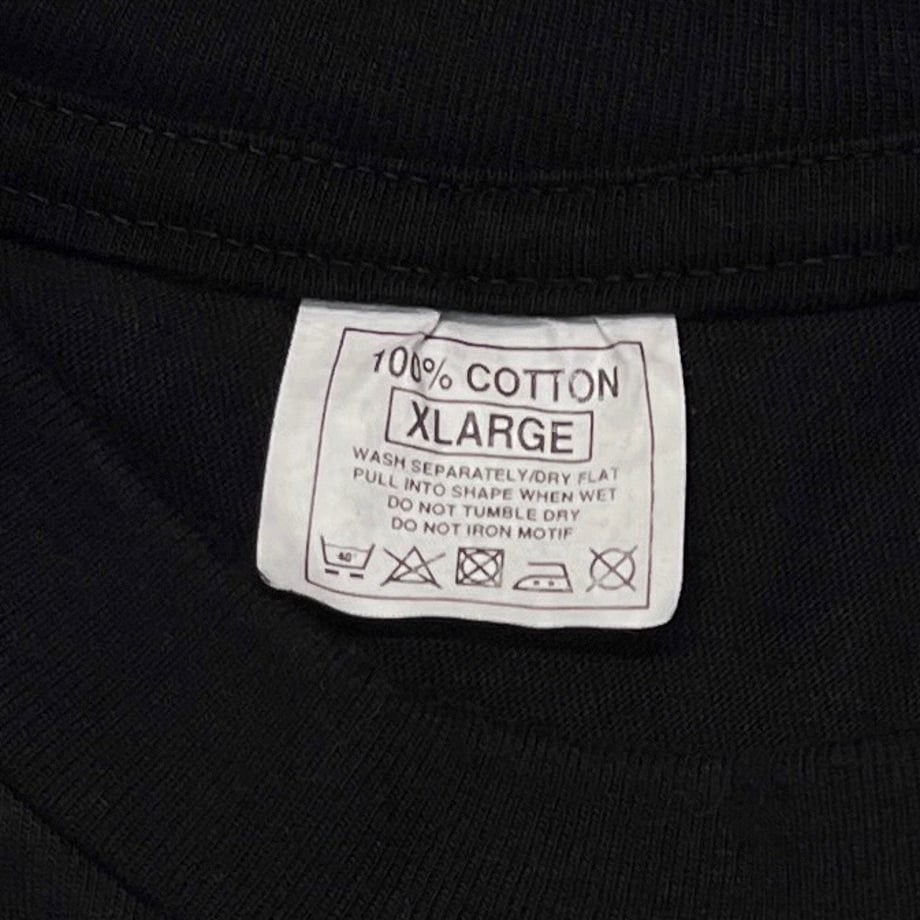 100% COTTON
XLARGE
WASH SEPARATELY/DRY FLAT
PULL INTO SHAPE WHEN WET
DO NOT TUMBLE DRY
DO NOT IRON MOTIF
40°